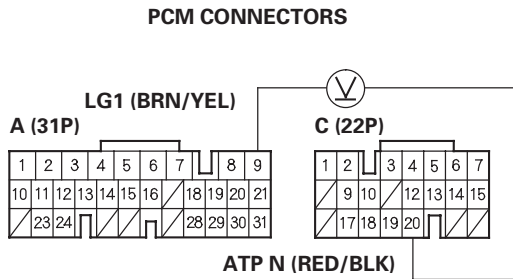 PCM CONNECTORS
LG1 (BRN/YEL)
V
A (31P)
C (22P)
1 2 3 4 5 6 7 8 9
1 2 3 4 5 6 7
10 11 12 13 14 15 16 18 19 20 21
9 10 12 13 14 15
23 24 28 29 30 31
17 18 19 20
ATP N (RED/BLK)